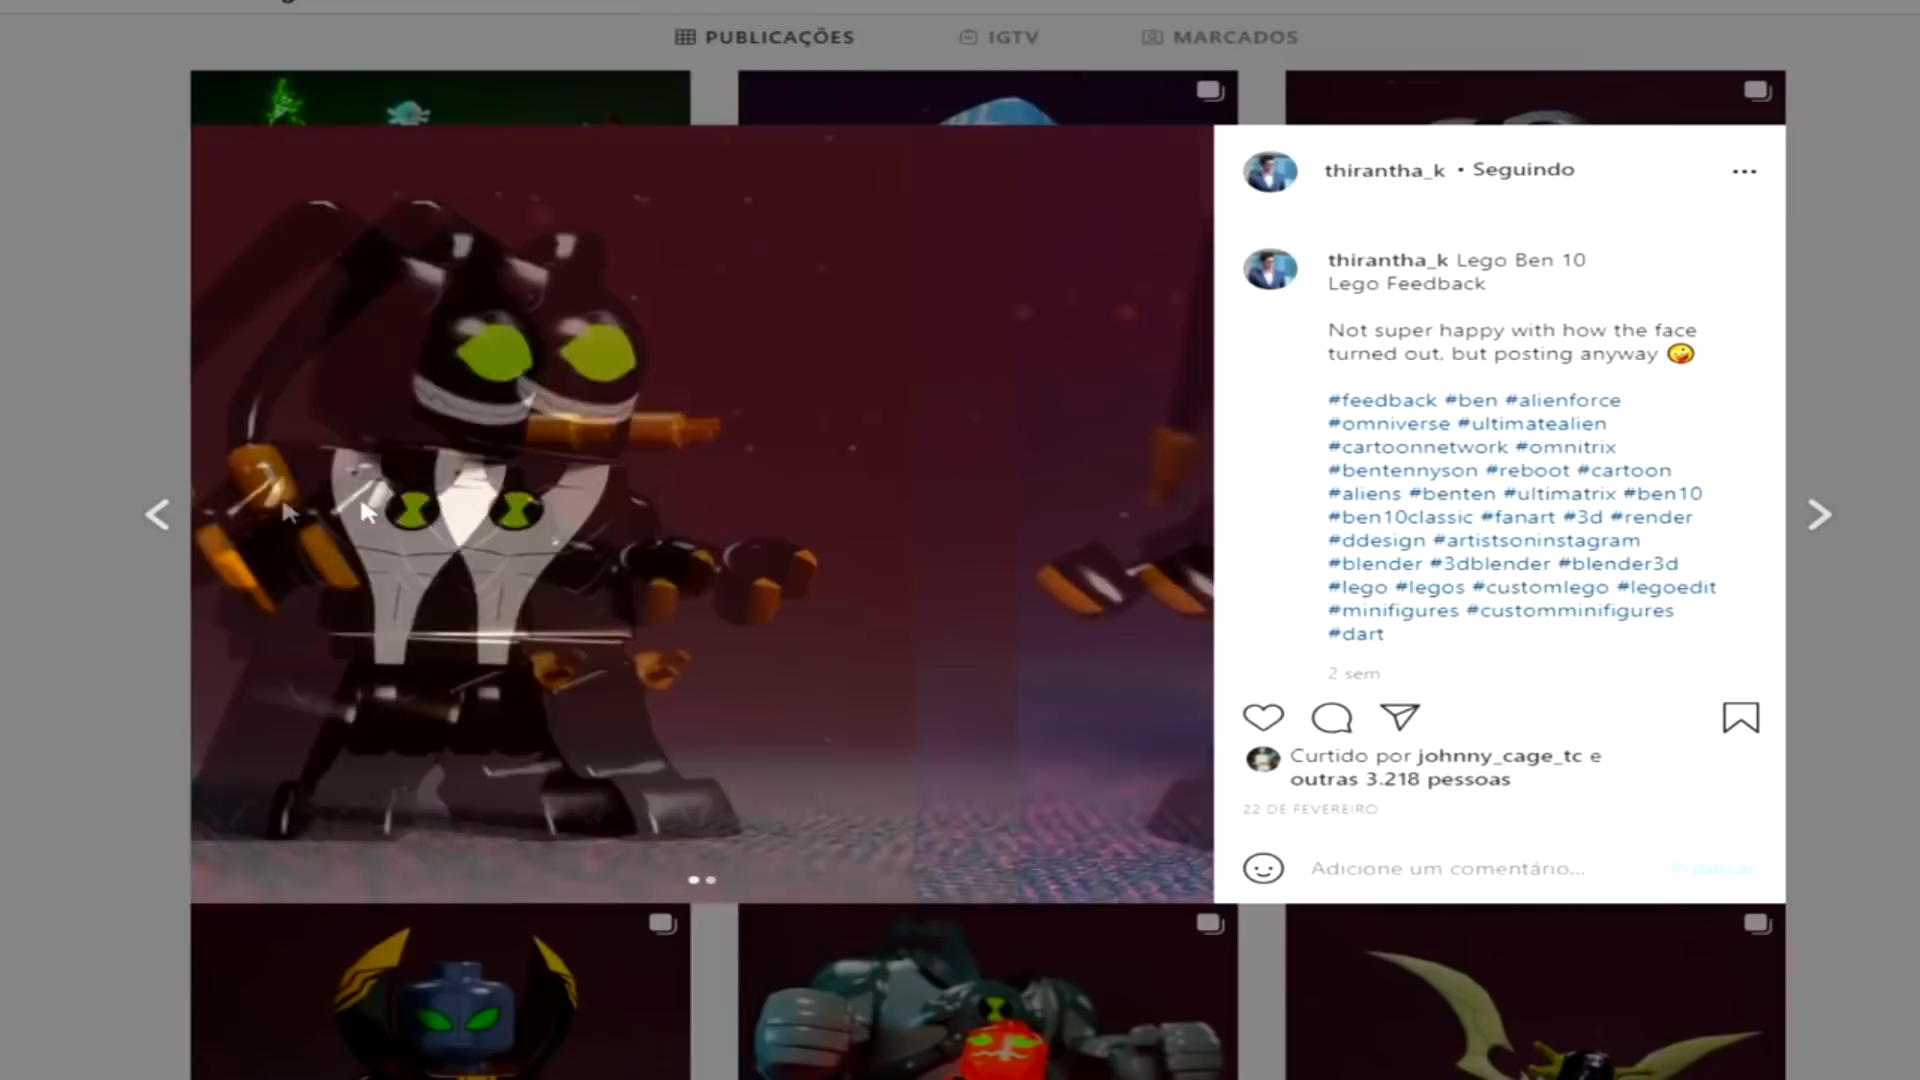 PUBLICAÇÕES IGTV MARCADOS
thirantha_k • Seguindo
thirantha_k Lego Ben 10
Lego Feedback
Not super happy with how the face
turned out, but posting anyway
#feedback #ben #alienforce
#omniverse #ultimatealien
#cartoonnetwork #omnitrix
#bentennyson #reboot #cartoon
#aliens #benten #ultimatrix #ben10
#ben10classic #fanart #3d #render
#ddesign #artistsoninstagram
#blender #3dblender #blender3d
#lego #legos #customlego #legoedit
#minifigures #customminifigures
#dart
2 sem
Curtido por johnny_cage_tc e
outras 3.218 pessoas
22 DE FEVEREIRO
Adicione um comentário... Publicar